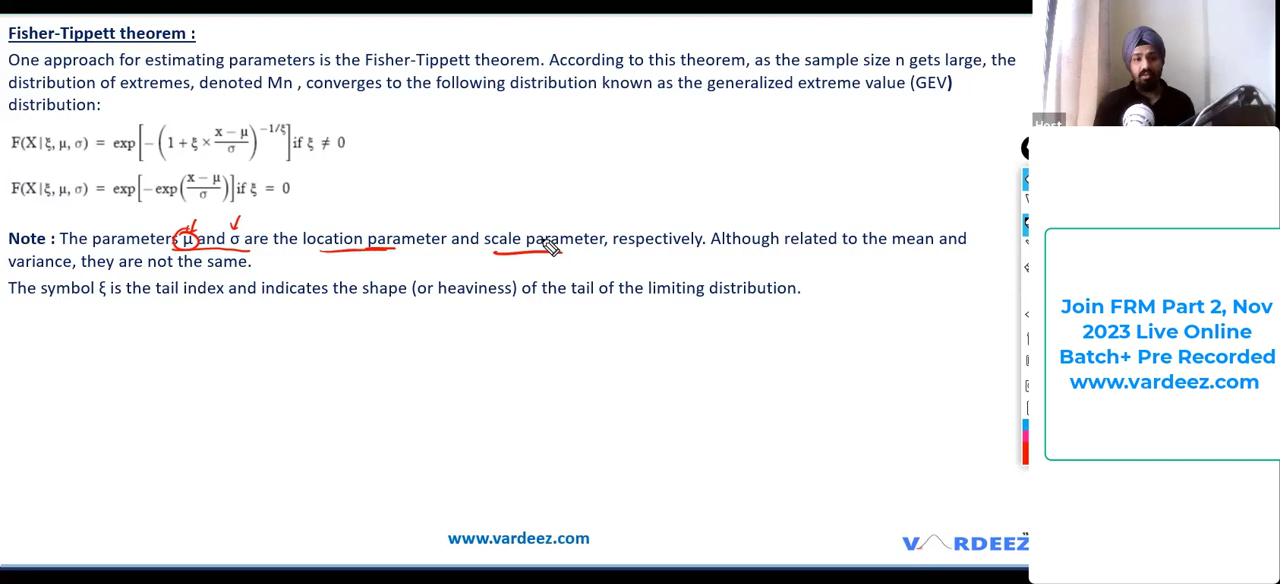 Fisher-Tippett theorem :
One approach for estimating parameters is the Fisher-Tippett theorem. According to this theorem, as the sample size n gets large, the
distribution of extremes, denoted Mn , converges to the following distribution known as the generalized extreme value (GEV)
distribution:
F(X|ξ, μ, σ) = exp[−(1 + ξ × (x − μ)/σ)^−1/ξ] if ξ ≠ 0
F(X|ξ, μ, σ) = exp[−exp((x − μ)/σ)] if ξ = 0
Note : The parameters μ and σ are the location parameter and scale parameter, respectively. Although related to the mean and
variance, they are not the same.
The symbol ξ is the tail index and indicates the shape (or heaviness) of the tail of the limiting distribution.
www.vardeez.com
VARDEEZ
Host
Join FRM Part 2, Nov
2023 Live Online
Batch+ Pre Recorded
www.vardeez.com